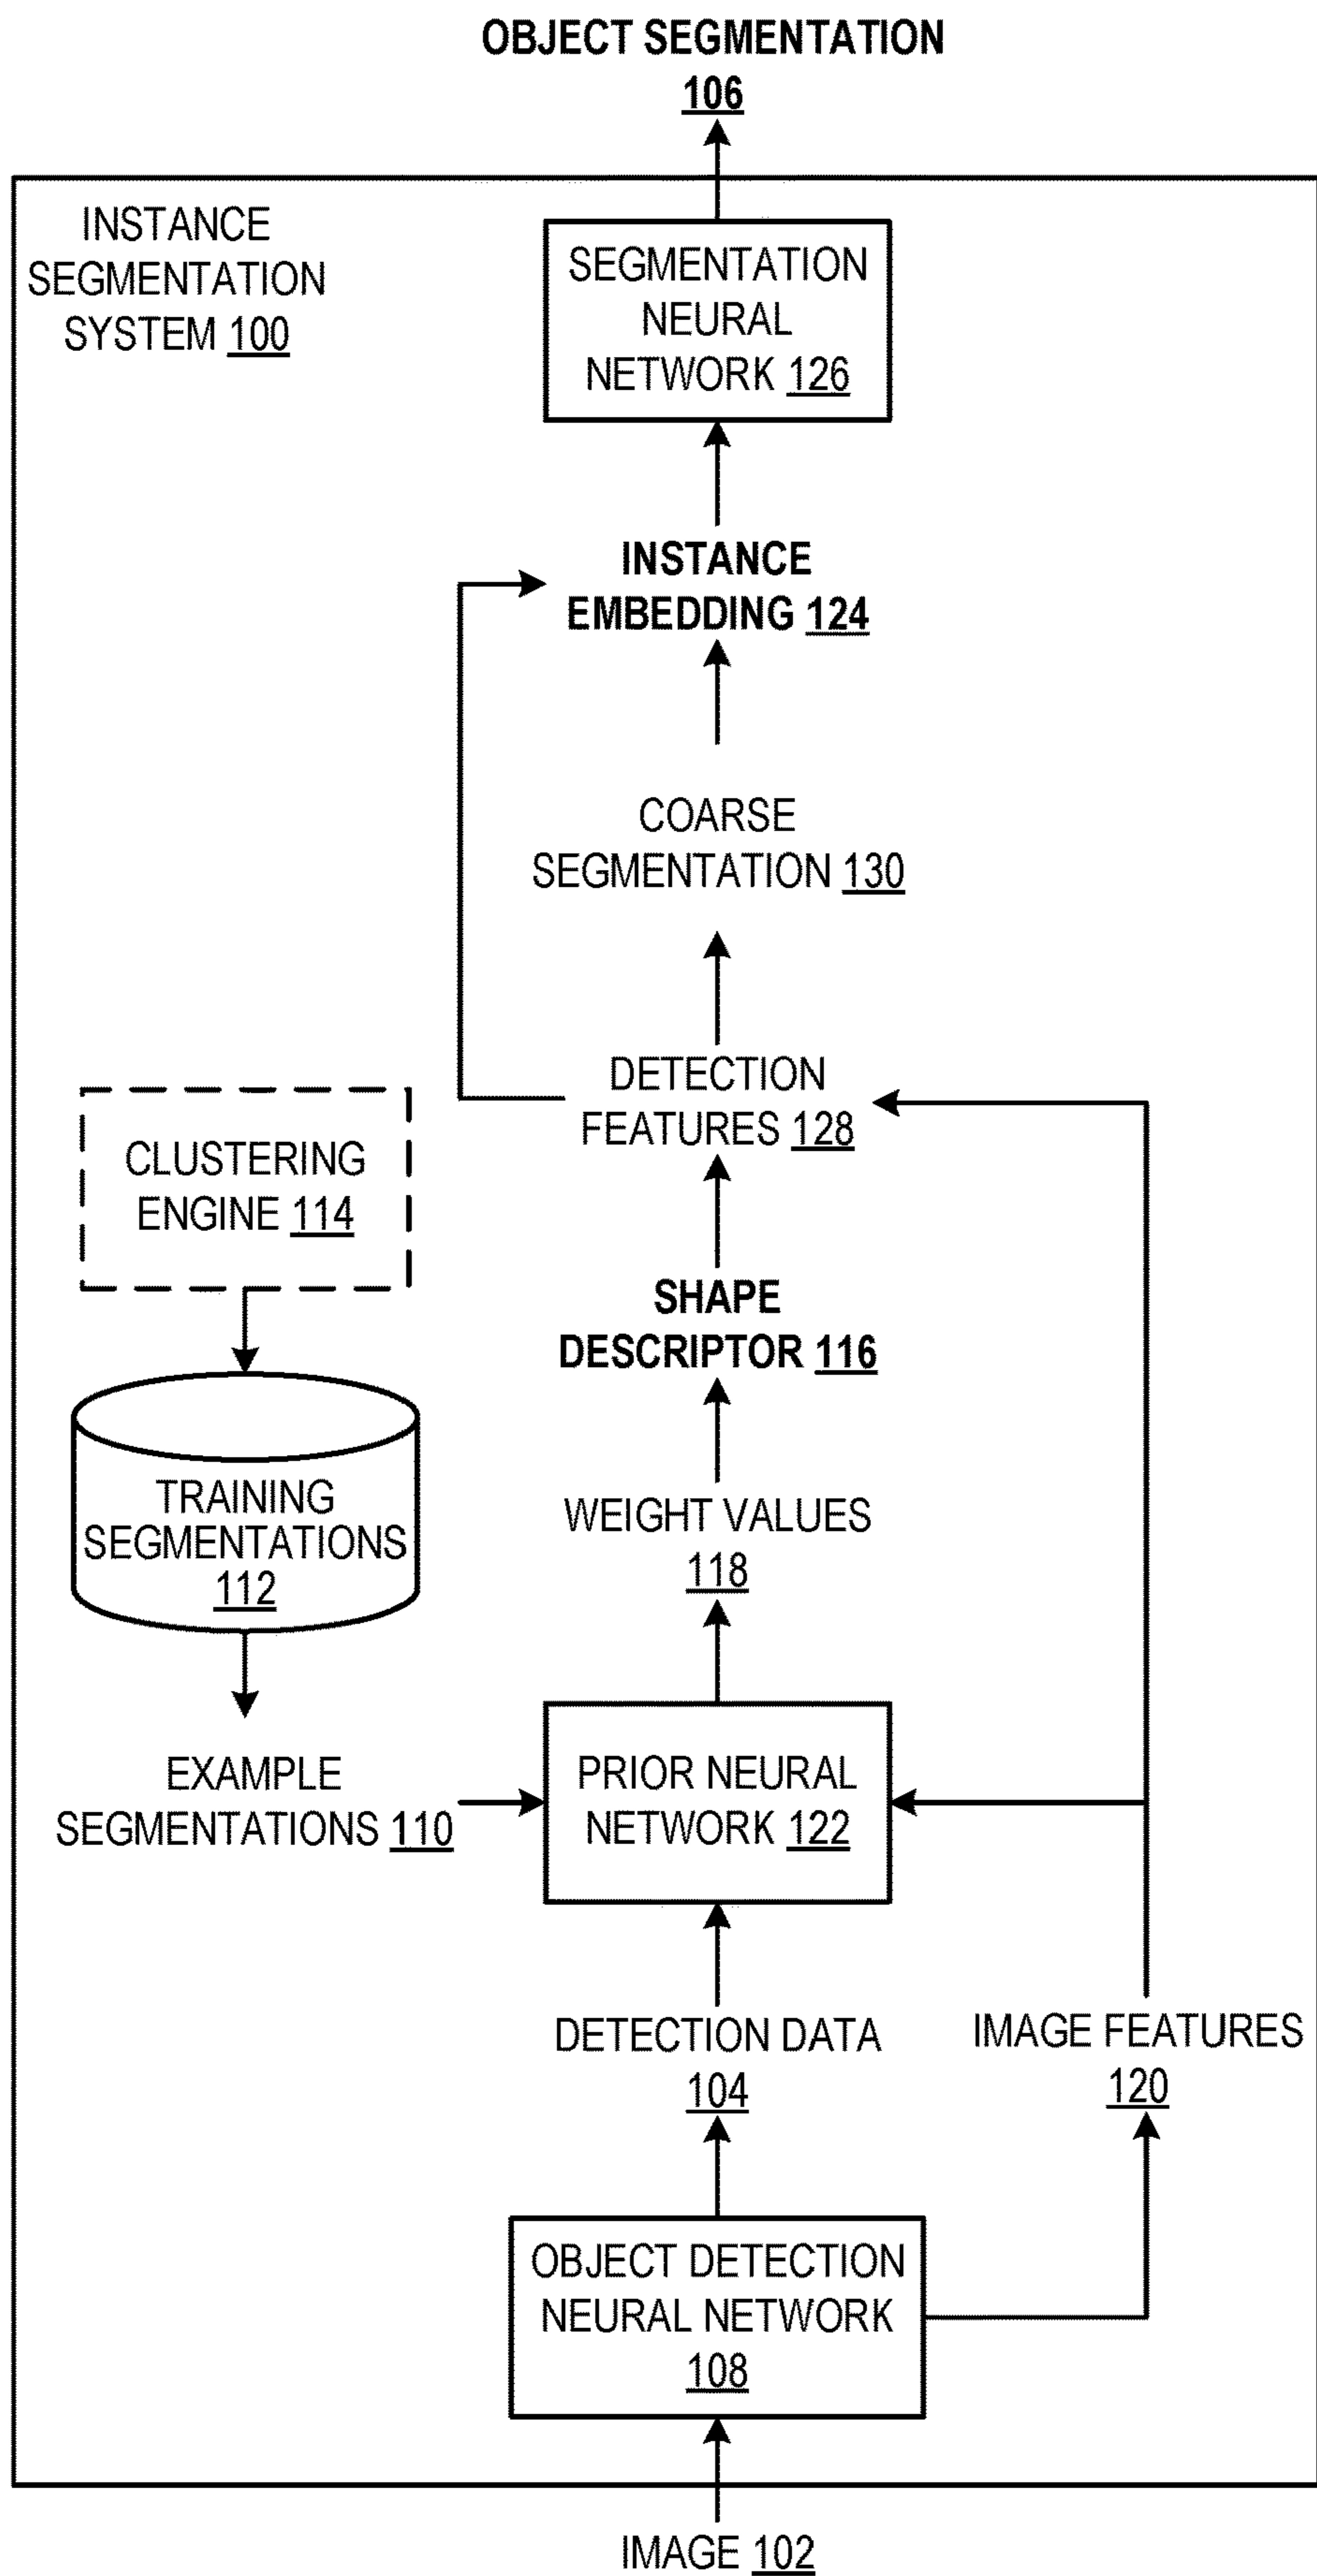 OBJECT SEGMENTATION
106
INSTANCE
SEGMENTATION
SYSTEM 100
SEGMENTATION
NEURAL
NETWORK 126
INSTANCE
EMBEDDING 124
COARSE
SEGMENTATION 130
DETECTION
FEATURES 128
CLUSTERING
ENGINE 114
SHAPE
DESCRIPTOR 116
TRAINING
SEGMENTATIONS
112
WEIGHT VALUES
118
EXAMPLE
SEGMENTATIONS 110
PRIOR NEURAL
NETWORK 122
DETECTION DATA
104
IMAGE FEATURES
120
OBJECT DETECTION
NEURAL NETWORK
108
IMAGE 102